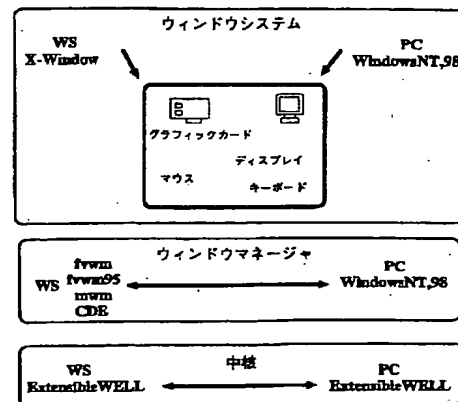 ウィンドウシステム
WS
X-Window
PC
WindowsNT,98
グラフィックカード
ディスプレイ
マウス
キーボード
ウィンドウマネージャ
WS
fvwm
fvwm95
mwm
CDE
PC
WindowsNT,98
中核
WS
ExtensibleWELL
PC
ExtensibleWELL